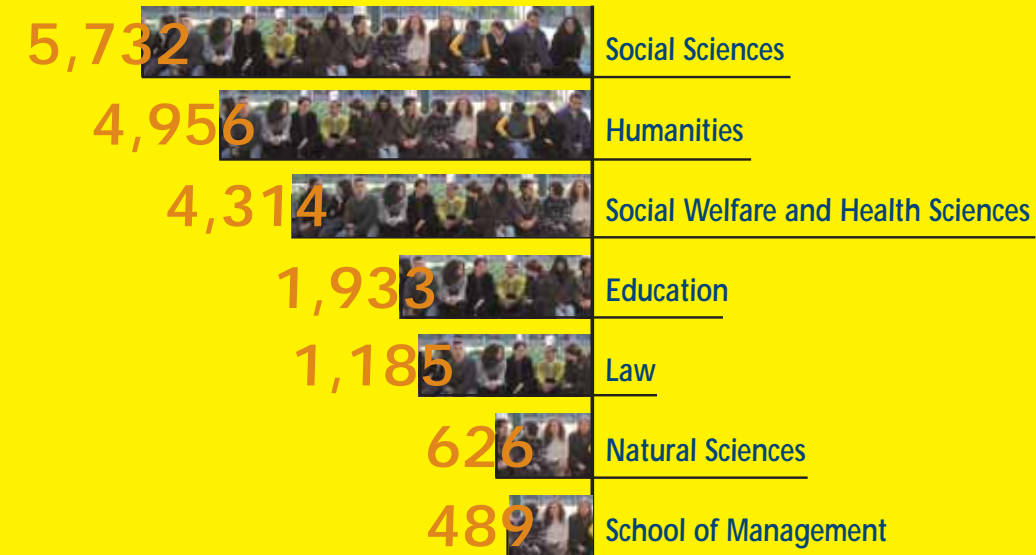 5,732 Social Sciences
4,956 Humanities
4,314 Social Welfare and Health Sciences
1,933 Education
1,185 Law
626 Natural Sciences
489 School of Management